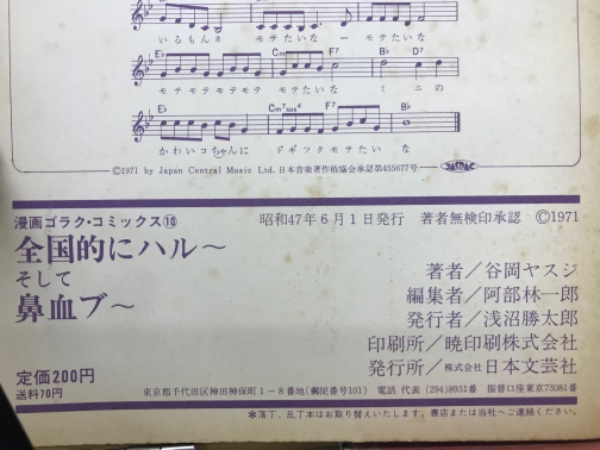 いるもんネ モテたいな ー モテたいな
E♭ Cm F7 B♭ D7
モテモテモテモテ モテたいな ミニの
E♭ Cm7sus4 F7 B♭
かわいコちゃんに ドギックモテたいな
©1971 by Japan Central Music Ltd. 日本音楽著作権協会承認第455677号 JASRAC
漫画ゴラク・コミックス⑩ 昭和47年6月1日発行 著者無検印承認 ©1971
全国的にハル〜
そして
鼻血ブ〜
著者/谷岡ヤスジ
編集者/阿部林一郎
発行者/浅沼勝太郎
印刷所/暁印刷株式会社
発行所/株式会社日本文芸社
定価200円
送料70円
東京都千代田区神田神保町1-8番地(郵便番号101) 電話 代表 (294)8931番 振替口座東京73081番
*落丁、乱丁本はお取り替えいたします。書店または当社へご連絡ください。